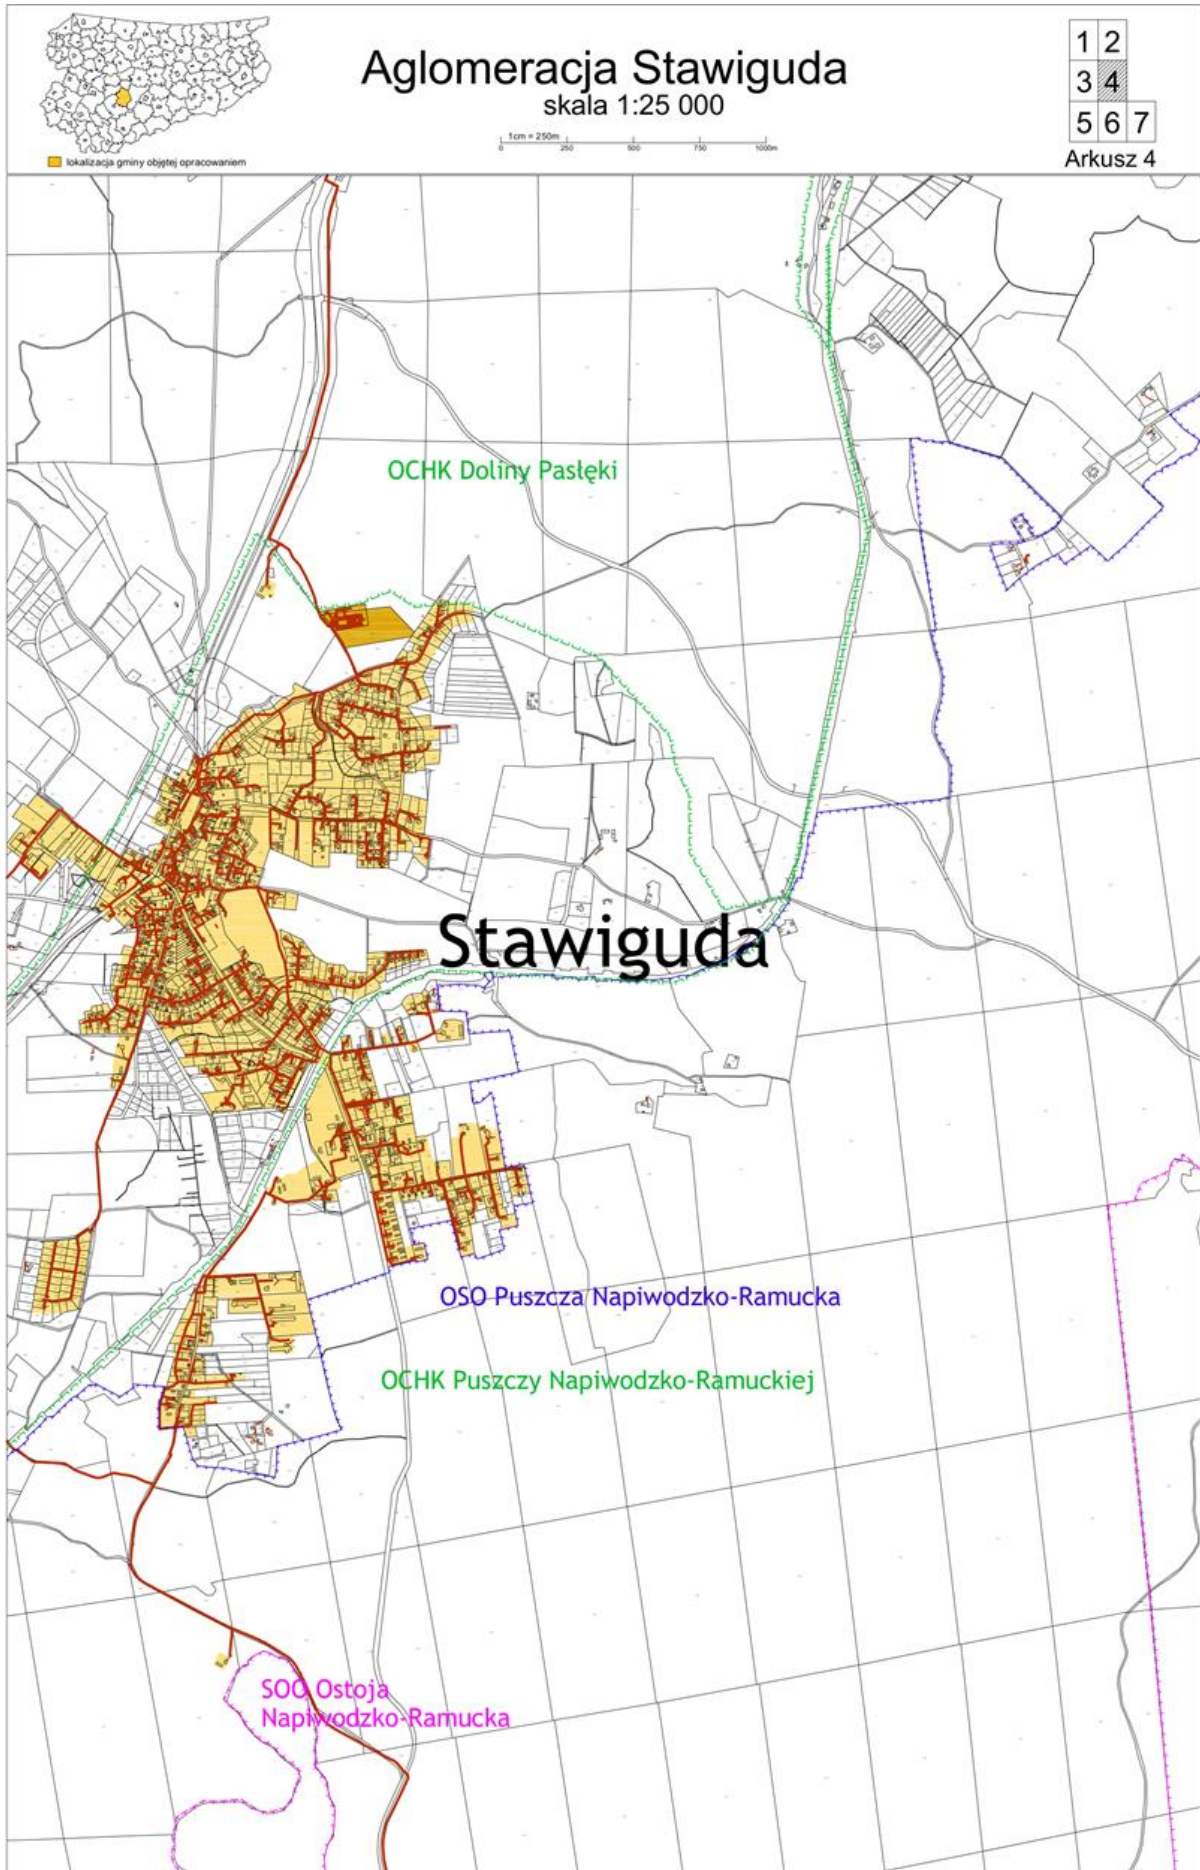 Aglomeracja Stawiguda
skala 1:25 000
1cm = 250m
0 250 500 750 1000m
lokalizacja gminy objętej opracowaniem
1 2
3 4
5 6 7
Arkusz 4
OCHK Doliny Pasłęki
Stawiguda
OSO Puszcza Napiwodzko-Ramucka
OCHK Puszczy Napiwodzko-Ramuckiej
SOO Ostoja
Napiwodzko-Ramucka